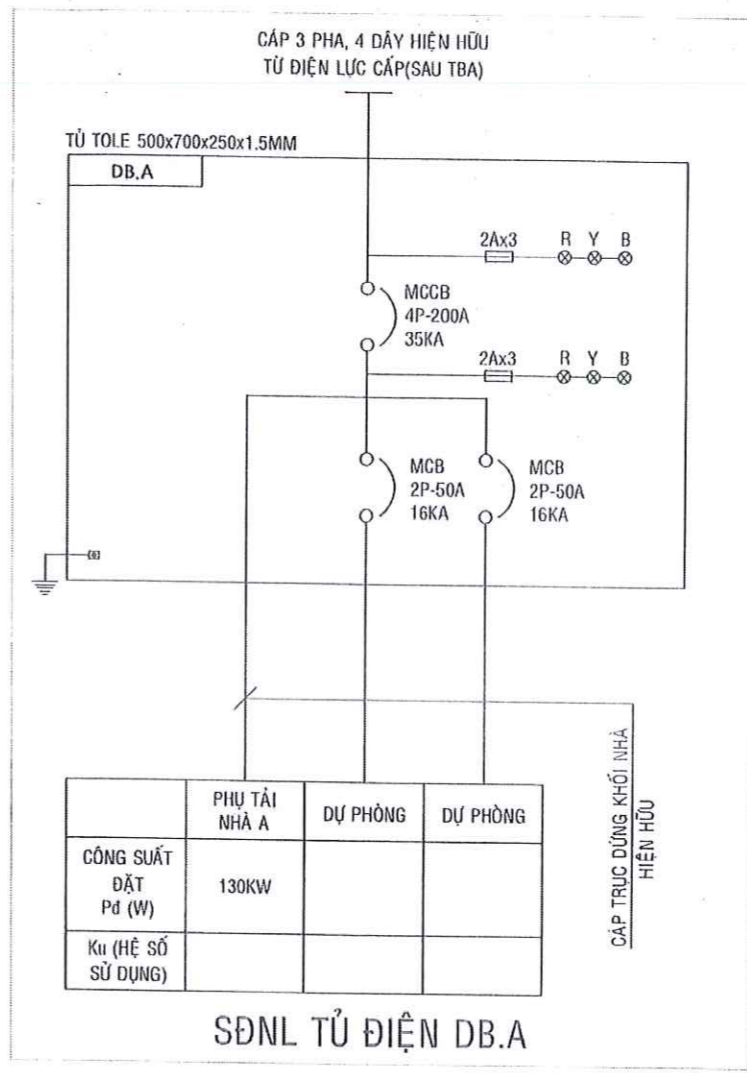 CÁP 3 PHA, 4 DÂY HIỆN HỮU
TỪ ĐIỆN LỰC CẤP(SAU TBA)
TỦ TOLE 500x700x250x1.5MM
DB.A
2Ax3 R Y B
MCCB
4P-200A
35KA
2Ax3 R Y B
MCB
2P-50A
16KA
MCB
2P-50A
16KA
CÁP TRỤC ĐỨNG KHỐI NHÀ
HIỆN HỮU
PHỤ TẢI
NHÀ A
DỰ PHÒNG
DỰ PHÒNG
CÔNG SUẤT
ĐẶT
Pđ (W)
130KW
Ku (HỆ SỐ
SỬ DỤNG)
SĐNL TỦ ĐIỆN DB.A